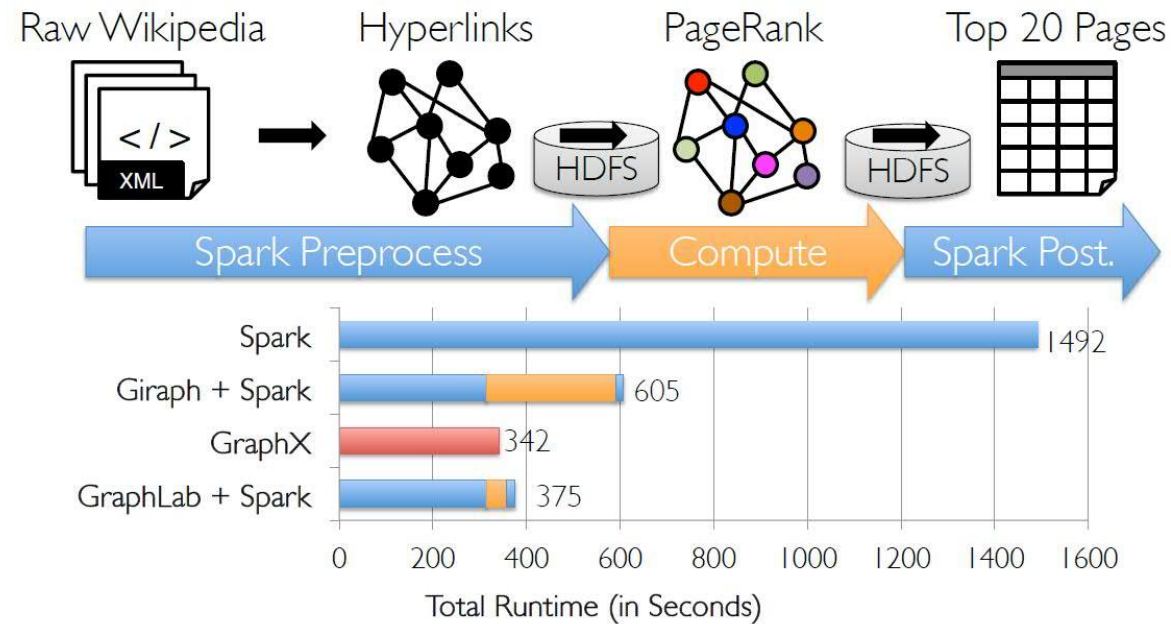 Raw Wikipedia Hyperlinks PageRank Top 20 Pages
</>
XML
HDFS HDFS
Spark Preprocess Compute Spark Post.
Spark 1492
Giraph + Spark 605
GraphX 342
GraphLab + Spark 375
0 200 400 600 800 1000 1200 1400 1600
Total Runtime (in Seconds)